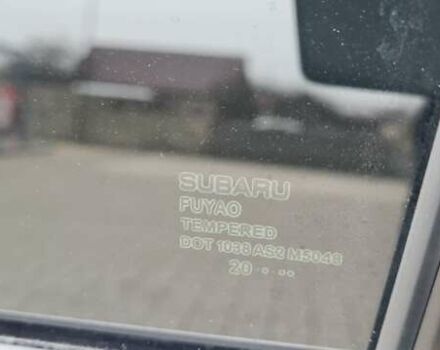 SUBARU
FUYAO
TEMPERED
DOT 1038 AS2 M5048
20 • ••